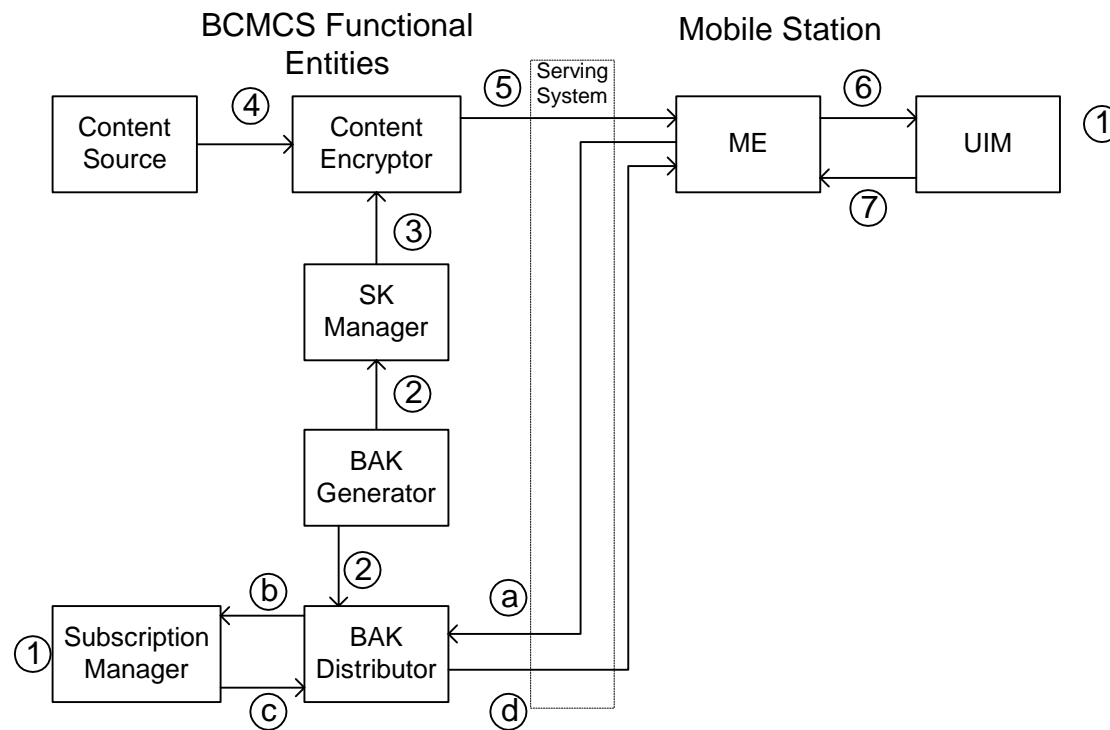 BCMCS Functional
Entities
Mobile Station
Serving
System
4
5
6
Content
Source
Content
Encryptor
ME
UIM
1
7
3
SK
Manager
2
BAK
Generator
2
b
a
1
Subscription
Manager
BAK
Distributor
c
d